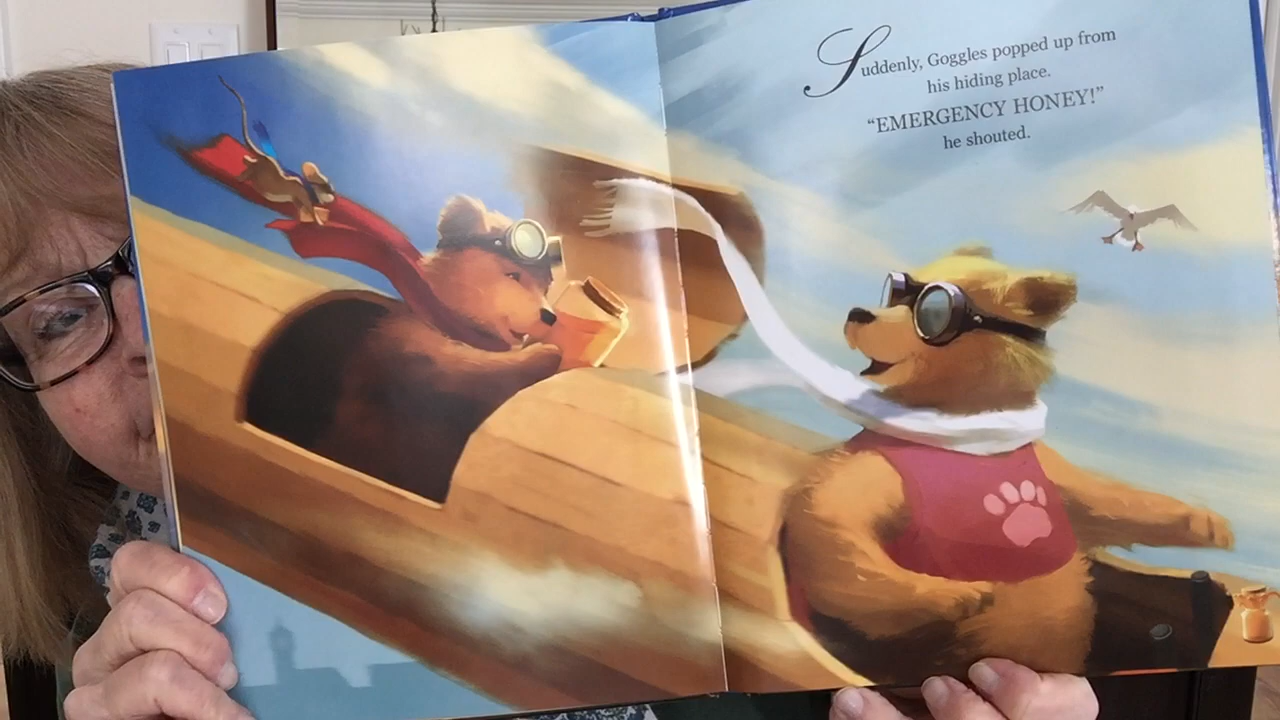 Suddenly, Goggles popped up from
his hiding place.
“EMERGENCY HONEY!”
he shouted.